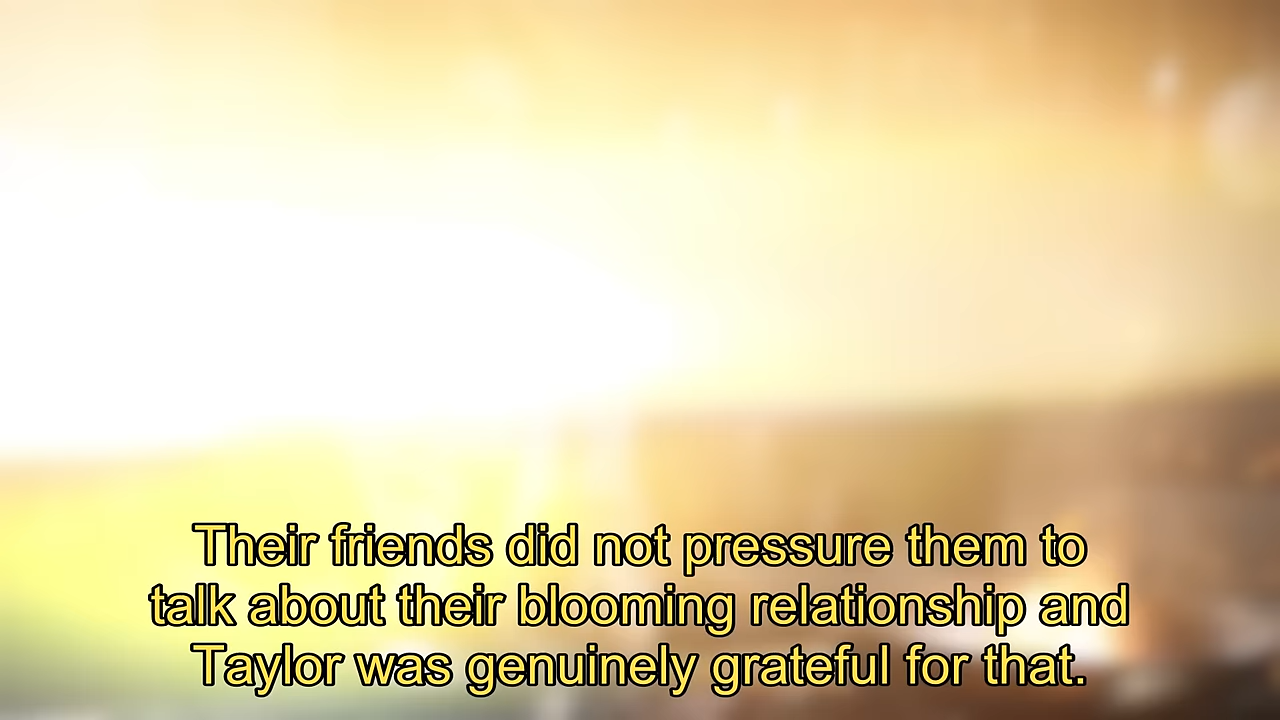 Their friends did not pressure them to
talk about their blooming relationship and
Taylor was genuinely grateful for that.